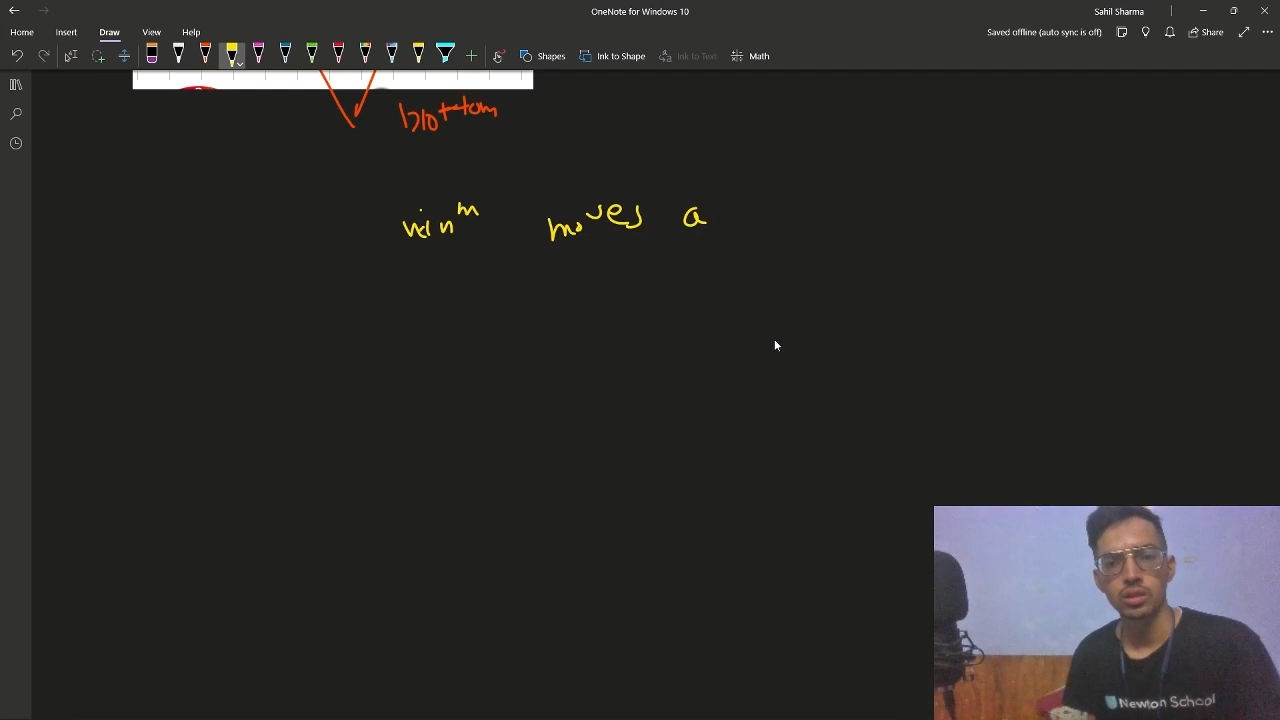 OneNote for Windows 10
Sahil Sharma
Home Insert Draw View Help
Saved offline (auto sync is off)
Share
Shapes
Ink to Shape
Ink to Text
Math
bottom
min^m moves a
Newton School